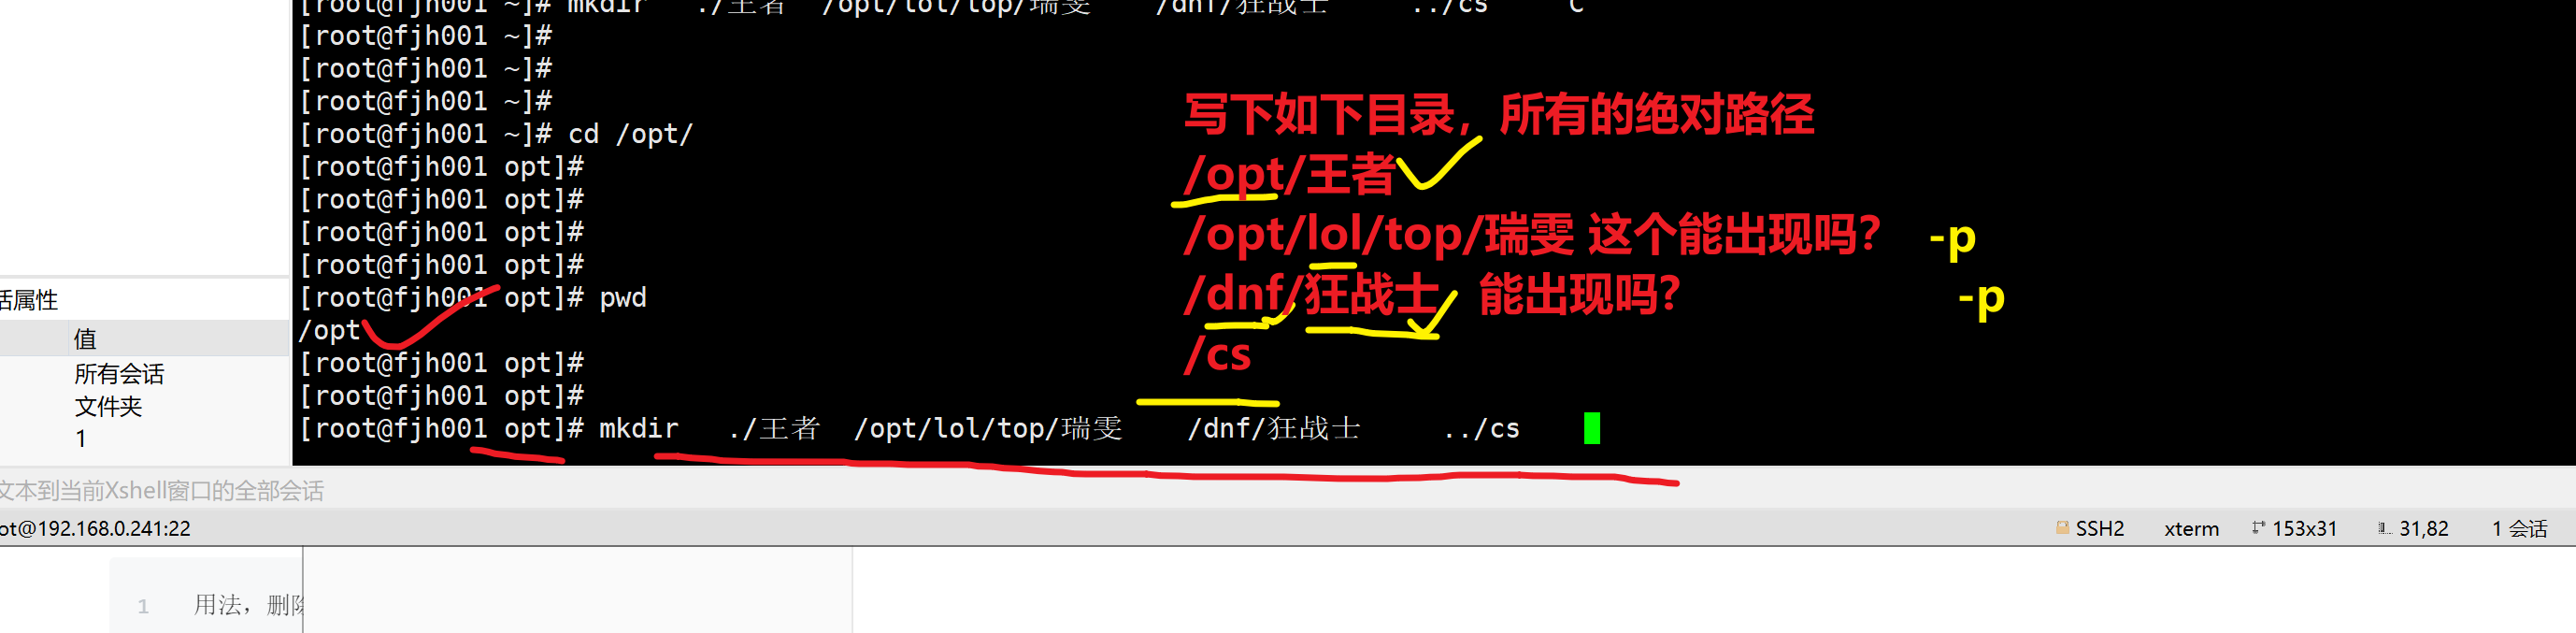 [root@fjh001 ~]# mkdir ./王者 /opt/lol/top/瑞雯 /dnf/狂战士 ../cs C
[root@fjh001 ~]#
[root@fjh001 ~]#
[root@fjh001 ~]#
[root@fjh001 ~]# cd /opt/
[root@fjh001 opt]#
[root@fjh001 opt]#
[root@fjh001 opt]#
[root@fjh001 opt]#
[root@fjh001 opt]# pwd
/opt
[root@fjh001 opt]#
[root@fjh001 opt]#
[root@fjh001 opt]# mkdir ./王者 /opt/lol/top/瑞雯 /dnf/狂战士 ../cs
写下如下目录，所有的绝对路径
/opt/王者
/opt/lol/top/瑞雯 这个能出现吗？ -p
/dnf/狂战士 能出现吗？ -p
/cs
话属性
值
所有会话
文件夹
1
文本到当前Xshell窗口的全部会话
ot@192.168.0.241:22
SSH2 xterm 153x31 31,82 1 会话
1 用法，删除